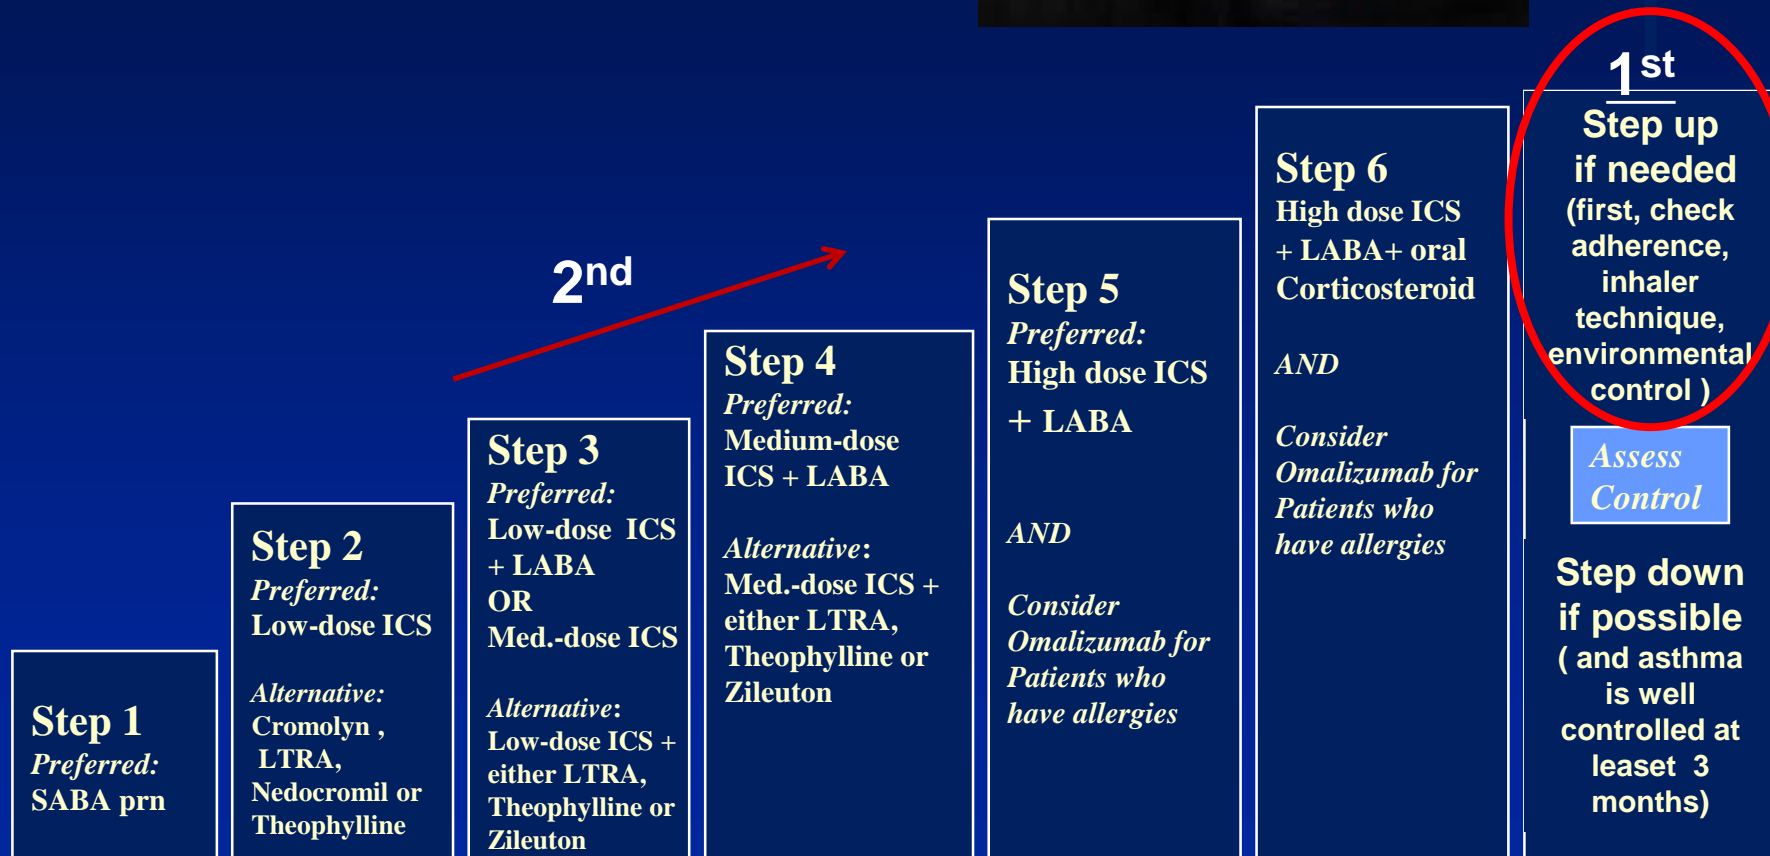 2nd
Step 1
Preferred:
SABA prn
Step 2
Preferred:
Low-dose ICS
Alternative:
Cromolyn ,
LTRA,
Nedocromil or
Theophylline
Step 3
Preferred:
Low-dose ICS
+ LABA
OR
Med.-dose ICS
Alternative:
Low-dose ICS +
either LTRA,
Theophylline or
Zileuton
Step 4
Preferred:
Medium-dose
ICS + LABA
Alternative:
Med.-dose ICS +
either LTRA,
Theophylline or
Zileuton
Step 5
Preferred:
High dose ICS
+ LABA
AND
Consider
Omalizumab for
Patients who
have allergies
Step 6
High dose ICS
+ LABA+ oral
Corticosteroid
AND
Consider
Omalizumab for
Patients who
have allergies
1st
Step up
if needed
(first, check
adherence,
inhaler
technique,
environmental
control )
Assess
Control
Step down
if possible
( and asthma
is well
controlled at
leaset 3
months)